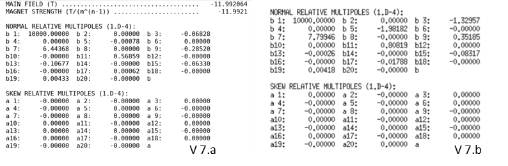 MAIN FIELD (T) ................................... -11.992064
MAGNET STRENGTH (T/(m^(n-1)) ................. -11.9921
NORMAL RELATIVE MULTIPOLES (1.D-4):
b 1: 10000.00000 b 2: 0.00000 b 3: -0.06828
b 4: 0.00000 b 5: -0.00078 b 6: 0.00000
b 7: 6.44368 b 8: -0.00000 b 9: -0.28520
b10: -0.00000 b11: -0.56859 b12: -0.00000
b13: -0.10677 b14: -0.00000 b15: -0.06330
b16: -0.00000 b17: 0.00062 b18: -0.00000
b19: 0.00433 b20: -0.00000 b
SKEW RELATIVE MULTIPOLES (1.D-4):
a 1: -0.00000 a 2: -0.00000 a 3: 0.00000
a 4: -0.00000 a 5: 0.00000 a 6: -0.00000
a 7: -0.00000 a 8: 0.00000 a 9: -0.00000
a10: 0.00000 a11: -0.00000 a12: 0.00000
a13: 0.00000 a14: -0.00000 a15: 0.00000
a16: -0.00000 a17: -0.00000 a18: 0.00000
a19: -0.00000 a20: -0.00000 a
V 7.a
NORMAL RELATIVE MULTIPOLES (1.D-4):
b 1: 10000.00000 b 2: 0.00000 b 3: -1.32957
b 4: 0.00000 b 5: -1.98182 b 6: -0.00000
b 7: 7.79946 b 8: -0.00000 b 9: 0.35185
b10: 0.00000 b11: 0.80819 b12: 0.00000
b13: -0.00026 b14: -0.00000 b15: -0.08317
b16: -0.00000 b17: -0.01788 b18: -0.00000
b19: 0.00418 b20: -0.00000 b
SKEW RELATIVE MULTIPOLES (1.D-4):
a 1: 0.00000 a 2: -0.00000 a 3: -0.00000
a 4: -0.00000 a 5: -0.00000 a 6: 0.00000
a 7: -0.00000 a 8: 0.00000 a 9: -0.00000
a10: 0.00000 a11: 0.00000 a12: 0.00000
a13: -0.00000 a14: 0.00000 a15: -0.00000
a16: -0.00000 a17: -0.00000 a18: 0.00000
a19: -0.00000 a20: 0.00000 a
V 7.b